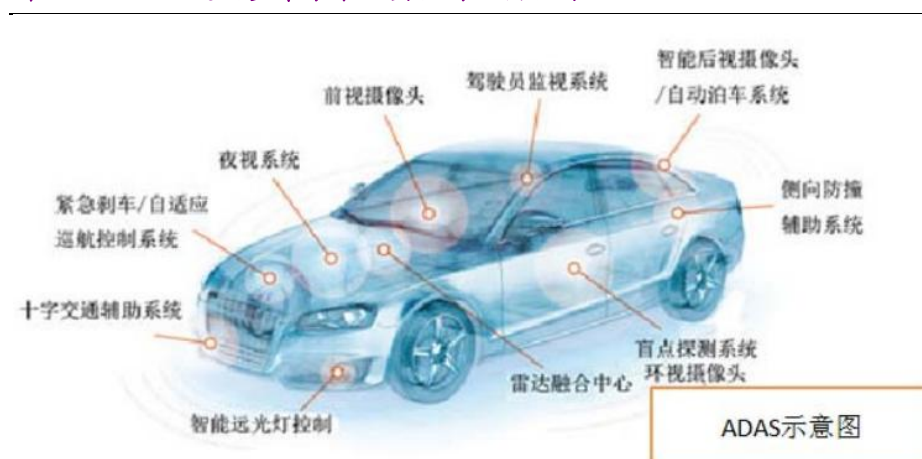 智能后视摄像头
/自动泊车系统
驾驶员监视系统
前视摄像头
夜视系统
侧向防撞
辅助系统
紧急刹车/自适应
巡航控制系统
十字交通辅助系统
盲点探测系统
环视摄像头
雷达融合中心
智能远光灯控制
ADAS示意图